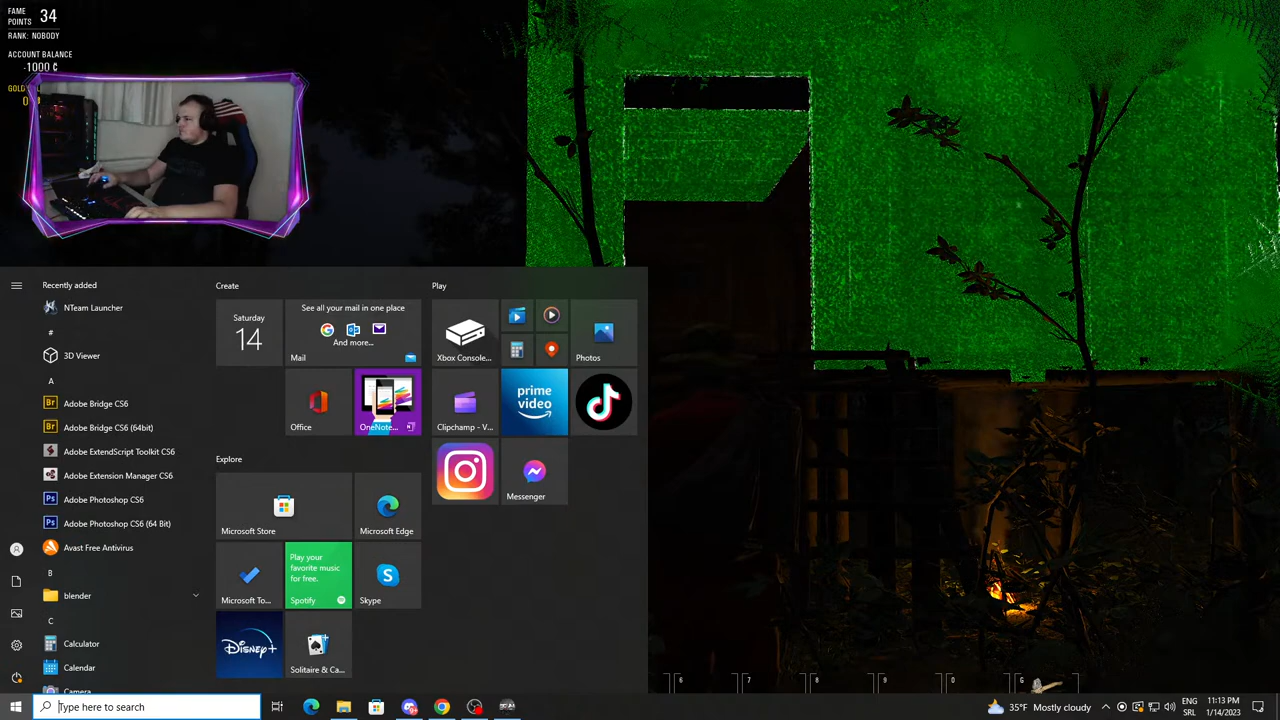 FAME
POINTS 34
RANK: NOBODY
ACCOUNT BALANCE
-1000 ₵
GOLD
0
Recently added
NTeam Launcher
#
3D Viewer
A
Br Adobe Bridge CS6
Br Adobe Bridge CS6 (64bit)
Adobe ExtendScript Toolkit CS6
Adobe Extension Manager CS6
Ps Adobe Photoshop CS6
Ps Adobe Photoshop CS6 (64 Bit)
Avast Free Antivirus
B
blender
C
Calculator
Calendar
Camera
Create
Saturday
14
See all your mail in one place
And more...
Mail
Office
OneNote...
Explore
Microsoft Store
Microsoft Edge
Microsoft To...
Play your
favorite music
for free.
Spotify
Skype
Disney+
Solitaire & Ca...
Play
Xbox Console...
Photos
Clipchamp - V...
prime
video
Messenger
6 7 8 9 0 G
Type here to search
35°F Mostly cloudy
ENG
SRL
11:13 PM
1/14/2023